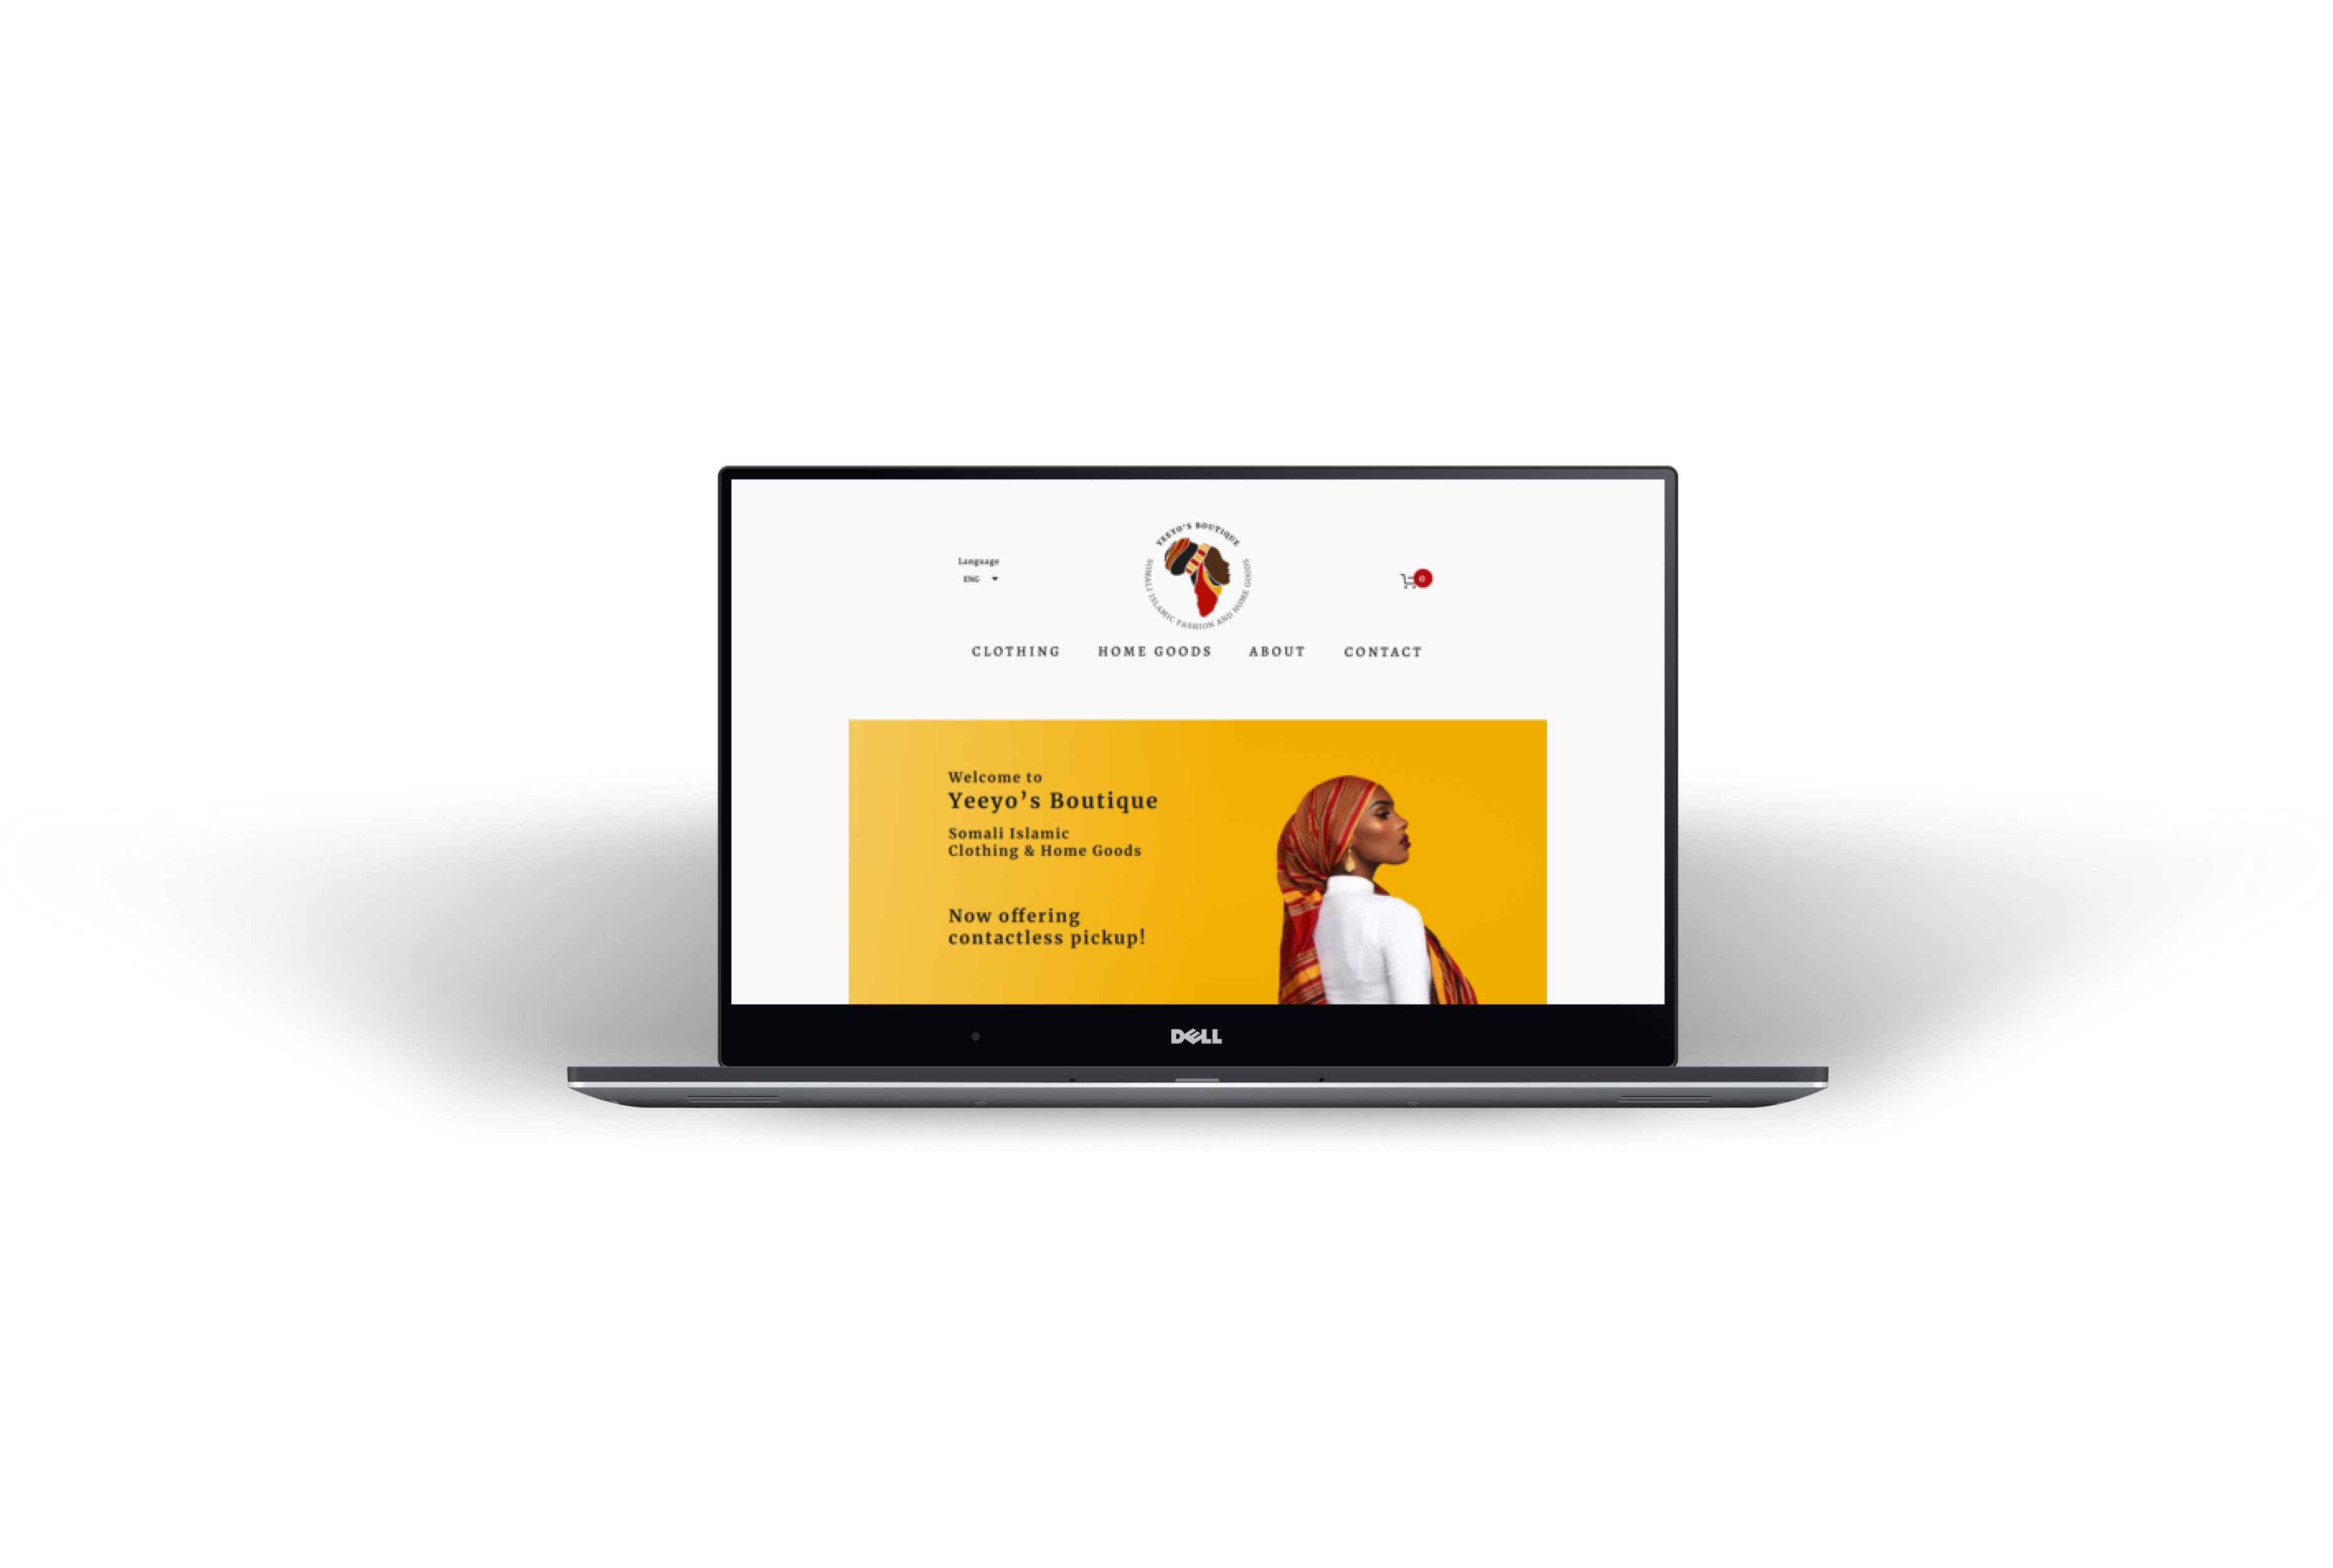 YEEYO'S BOUTIQUE
SOMALI ISLAMIC FASHION AND HOME GOODS
Language
ENG
0
CLOTHING HOME GOODS ABOUT CONTACT
Welcome to
Yeeyo’s Boutique
Somali Islamic
Clothing & Home Goods
Now offering
contactless pickup!
DELL